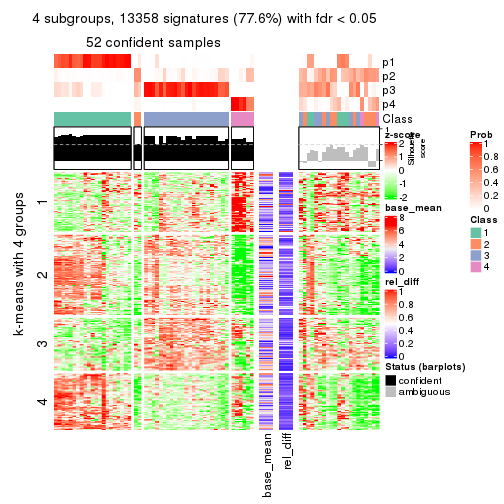 4 subgroups, 13358 signatures (77.6%) with fdr < 0.05
52 confident samples
p1
p2
p3
p4
Class
1
Silhouette
score
k-means with 4 groups
1
2
3
4
base_mean
rel_diff
z-score
2
1
0
-1
-2
base_mean
8
6
4
2
0
rel_diff
1
0.8
0.6
0.4
0.2
0
Status (barplots)
confident
ambiguous
Prob
1
0.8
0.6
0.4
0.2
0
Class
1
2
3
4